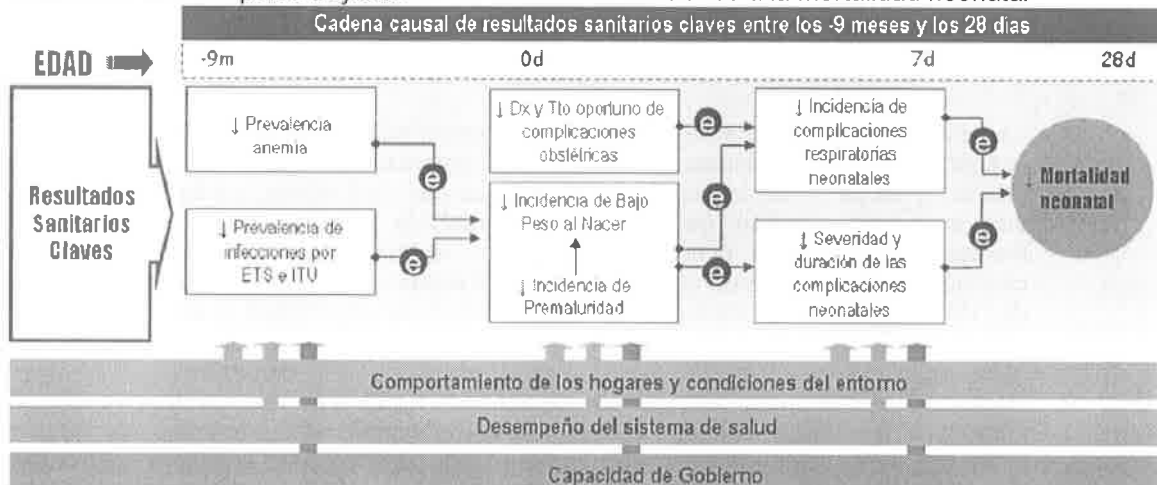 Cadena causal de resultados sanitarios claves entre los -9 meses y los 28 días
EDAD
-9m
0d
7d
28d
Resultados
Sanitarios
Claves
↓ Prevalencia
anemia
↓ Prevalencia de
infecciones por
ETS e ITU
e
e
↓ Dx y Tto oportuno de
complicaciones
obstétricas
↓ Incidencia de Bajo
Peso al Nacer
↓ Incidencia de
Prematuridad
e
e
e
↓ Incidencia de
complicaciones
respiratorias
neonatales
↓ Severidad y
duración de las
complicaciones
neonatales
e
e
↓ Mortalidad
neonatal
Comportamiento de los hogares y condiciones del entorno
Desempeño del sistema de salud
Capacidad de Gobierno